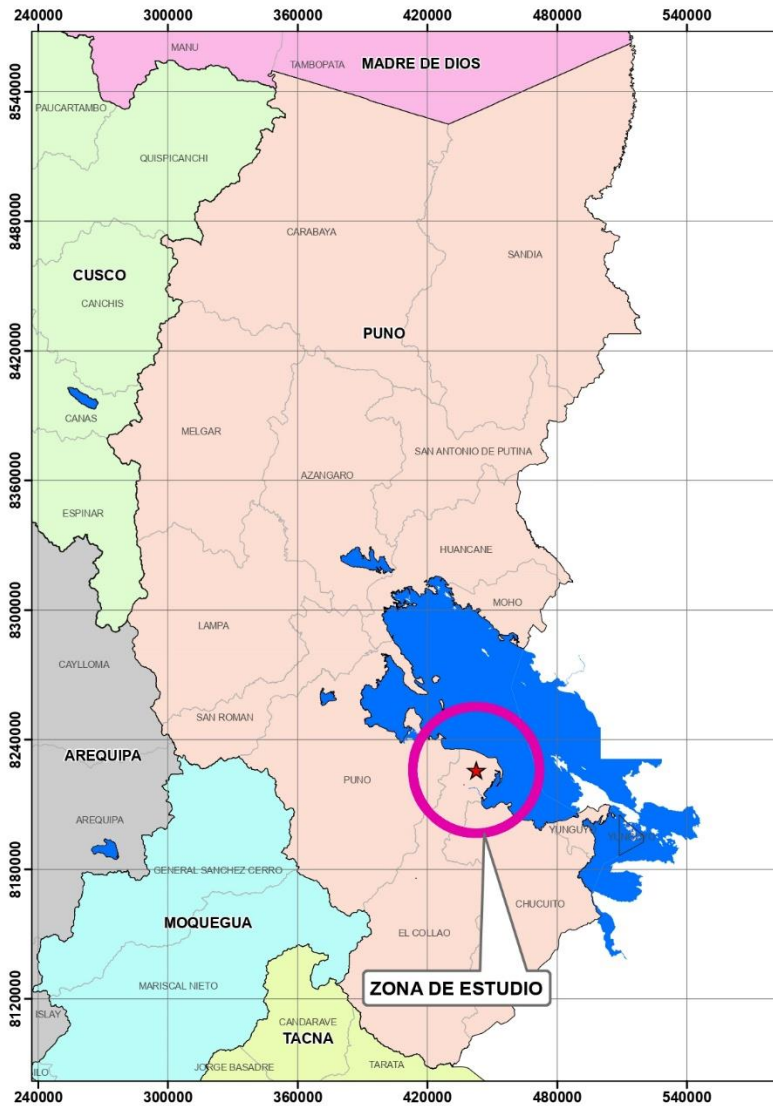 240000 300000 360000 420000 480000 540000
MANU
TAMBOPATA
MADRE DE DIOS
8540000
PAUCARTAMBO
QUISPICANCHI
8480000
CARABAYA
SANDIA
CUSCO
CANCHIS
PUNO
8420000
CANAS
MELGAR
SAN ANTONIO DE PUTINA
AZANGARO
8360000
ESPINAR
HUANCANE
MOHO
8300000
LAMPA
CAYLLOMA
SAN ROMAN
8240000
AREQUIPA
PUNO
AREQUIPA
YUNGUYO
YUNGUYO
8180000
GENERAL SANCHEZ CERRO
CHUCUITO
MOQUEGUA
EL COLLAO
MARISCAL NIETO
ZONA DE ESTUDIO
8120000
ISLAY
CANDARAVE
TACNA
TARATA
JORGE BASADRE
ILO
240000 300000 360000 420000 480000 540000